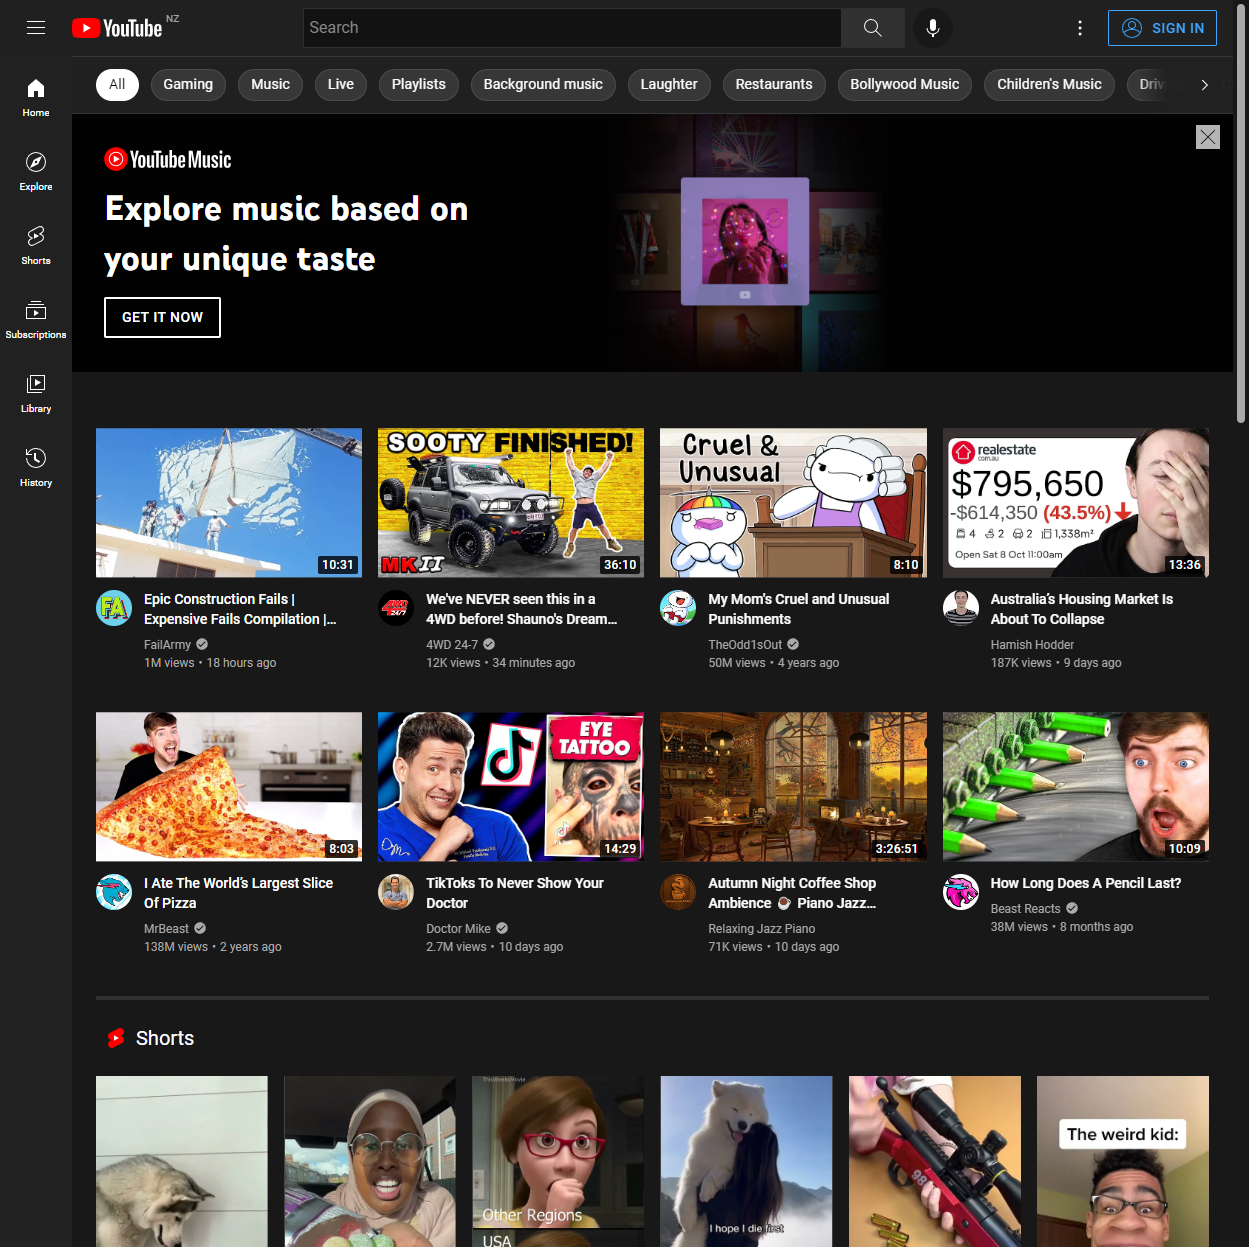 YouTube NZ
Search
SIGN IN
All
Gaming
Music
Live
Playlists
Background music
Laughter
Restaurants
Bollywood Music
Children's Music
Home
Explore
Shorts
Subscriptions
Library
History
YouTube Music
Explore music based on
your unique taste
GET IT NOW
10:31
SOOTY FINISHED!
MKII
36:10
Cruel &
Unusual
8:10
realestate
com.au
$795,650
-$614,350 (43.5%)
4 2 2 1,338m²
Open Sat 8 Oct 11:00am
13:36
FA
Epic Construction Fails |
Expensive Fails Compilation |...
FailArmy
1M views • 18 hours ago
4WD
24/7
We've NEVER seen this in a
4WD before! Shauno's Dream...
4WD 24-7
12K views • 34 minutes ago
My Mom's Cruel and Unusual
Punishments
TheOdd1sOut
50M views • 4 years ago
Australia’s Housing Market Is
About To Collapse
Hamish Hodder
187K views • 9 days ago
8:03
EYE
TATTOO
14:29
3:26:51
10:09
I Ate The World’s Largest Slice
Of Pizza
MrBeast
138M views • 2 years ago
TikToks To Never Show Your
Doctor
Doctor Mike
2.7M views • 10 days ago
Autumn Night Coffee Shop
Ambience ☕ Piano Jazz...
Relaxing Jazz Piano
71K views • 10 days ago
How Long Does A Pencil Last?
Beast Reacts
38M views • 8 months ago
Shorts
Other Regions
USA
I hope I die first
98
The weird kid: